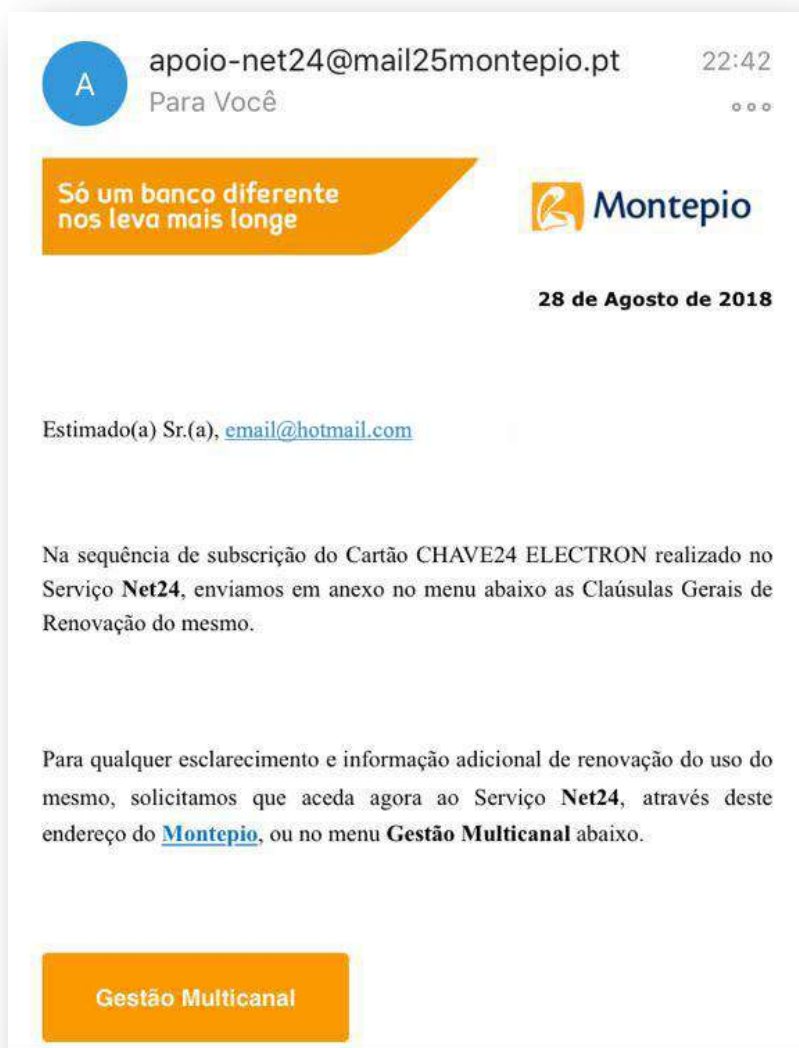 A
apoio-net24@mail25montepio.pt
22:42
Para Você
Só um banco diferente
nos leva mais longe
Montepio
28 de Agosto de 2018
Estimado(a) Sr.(a), email@hotmail.com
Na sequência de subscrição do Cartão CHAVE24 ELECTRON realizado no
Serviço Net24, enviamos em anexo no menu abaixo as Claúsulas Gerais de
Renovação do mesmo.
Para qualquer esclarecimento e informação adicional de renovação do uso do
mesmo, solicitamos que aceda agora ao Serviço Net24, através deste
endereço do Montepio, ou no menu Gestão Multicanal abaixo.
Gestão Multicanal